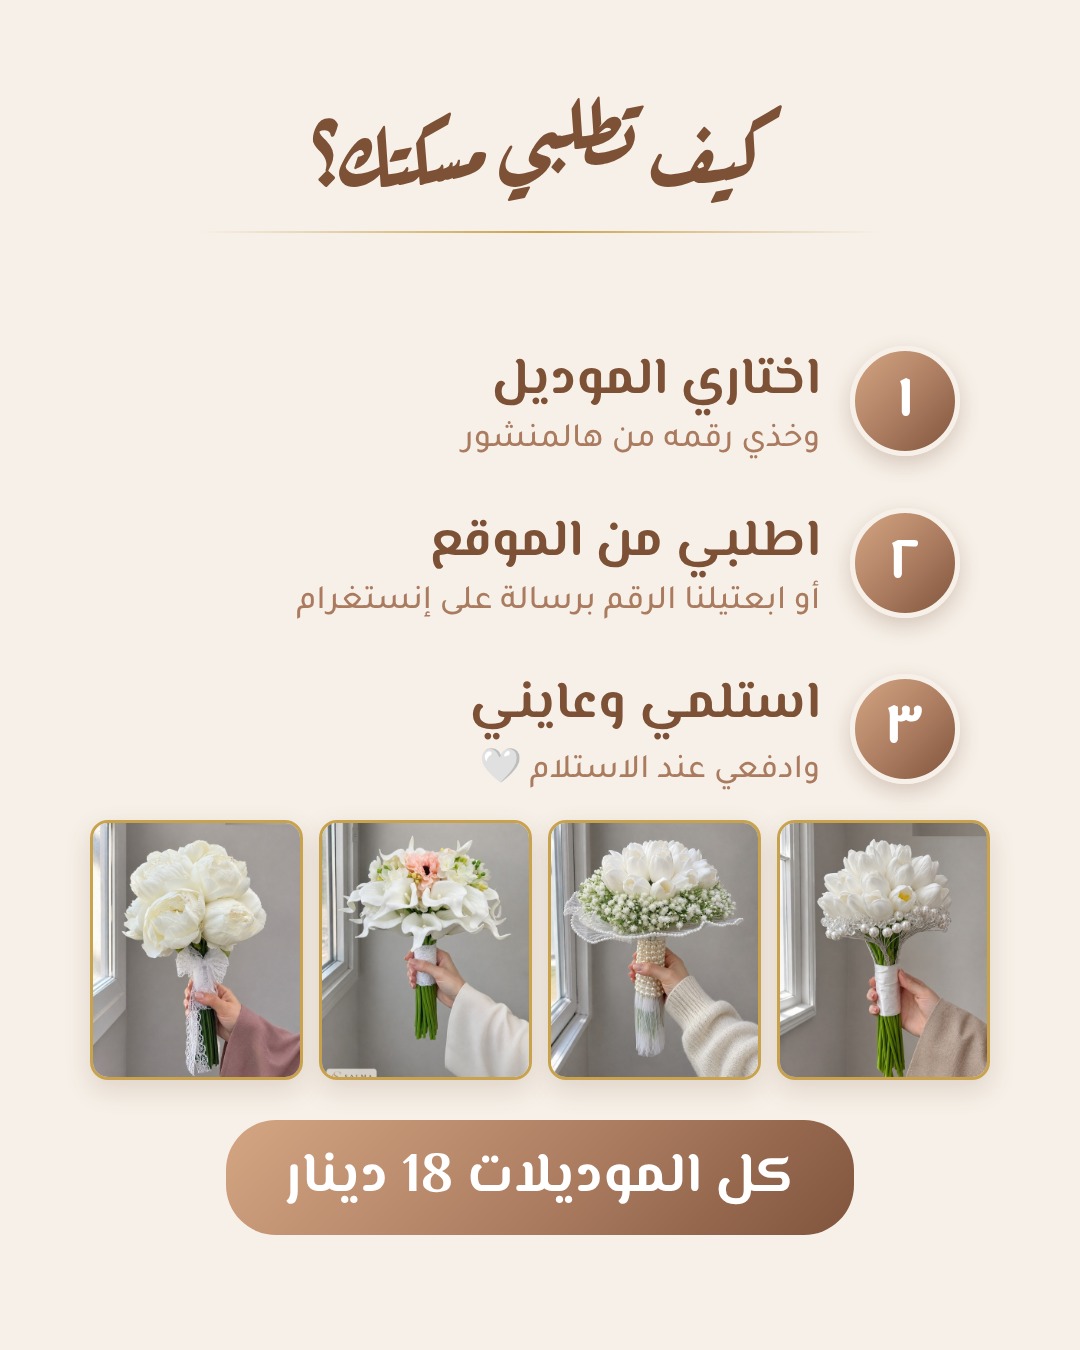 كيف تطلبي مسكتك؟
١
اختاري الموديل
وخذي رقمه من هالمنشور
٢
اطلبي من الموقع
أو ابعتيلنا الرقم برسالة على إنستغرام
٣
استلمي وعايني
وادفعي عند الاستلام 🤍
كل الموديلات 18 دينار